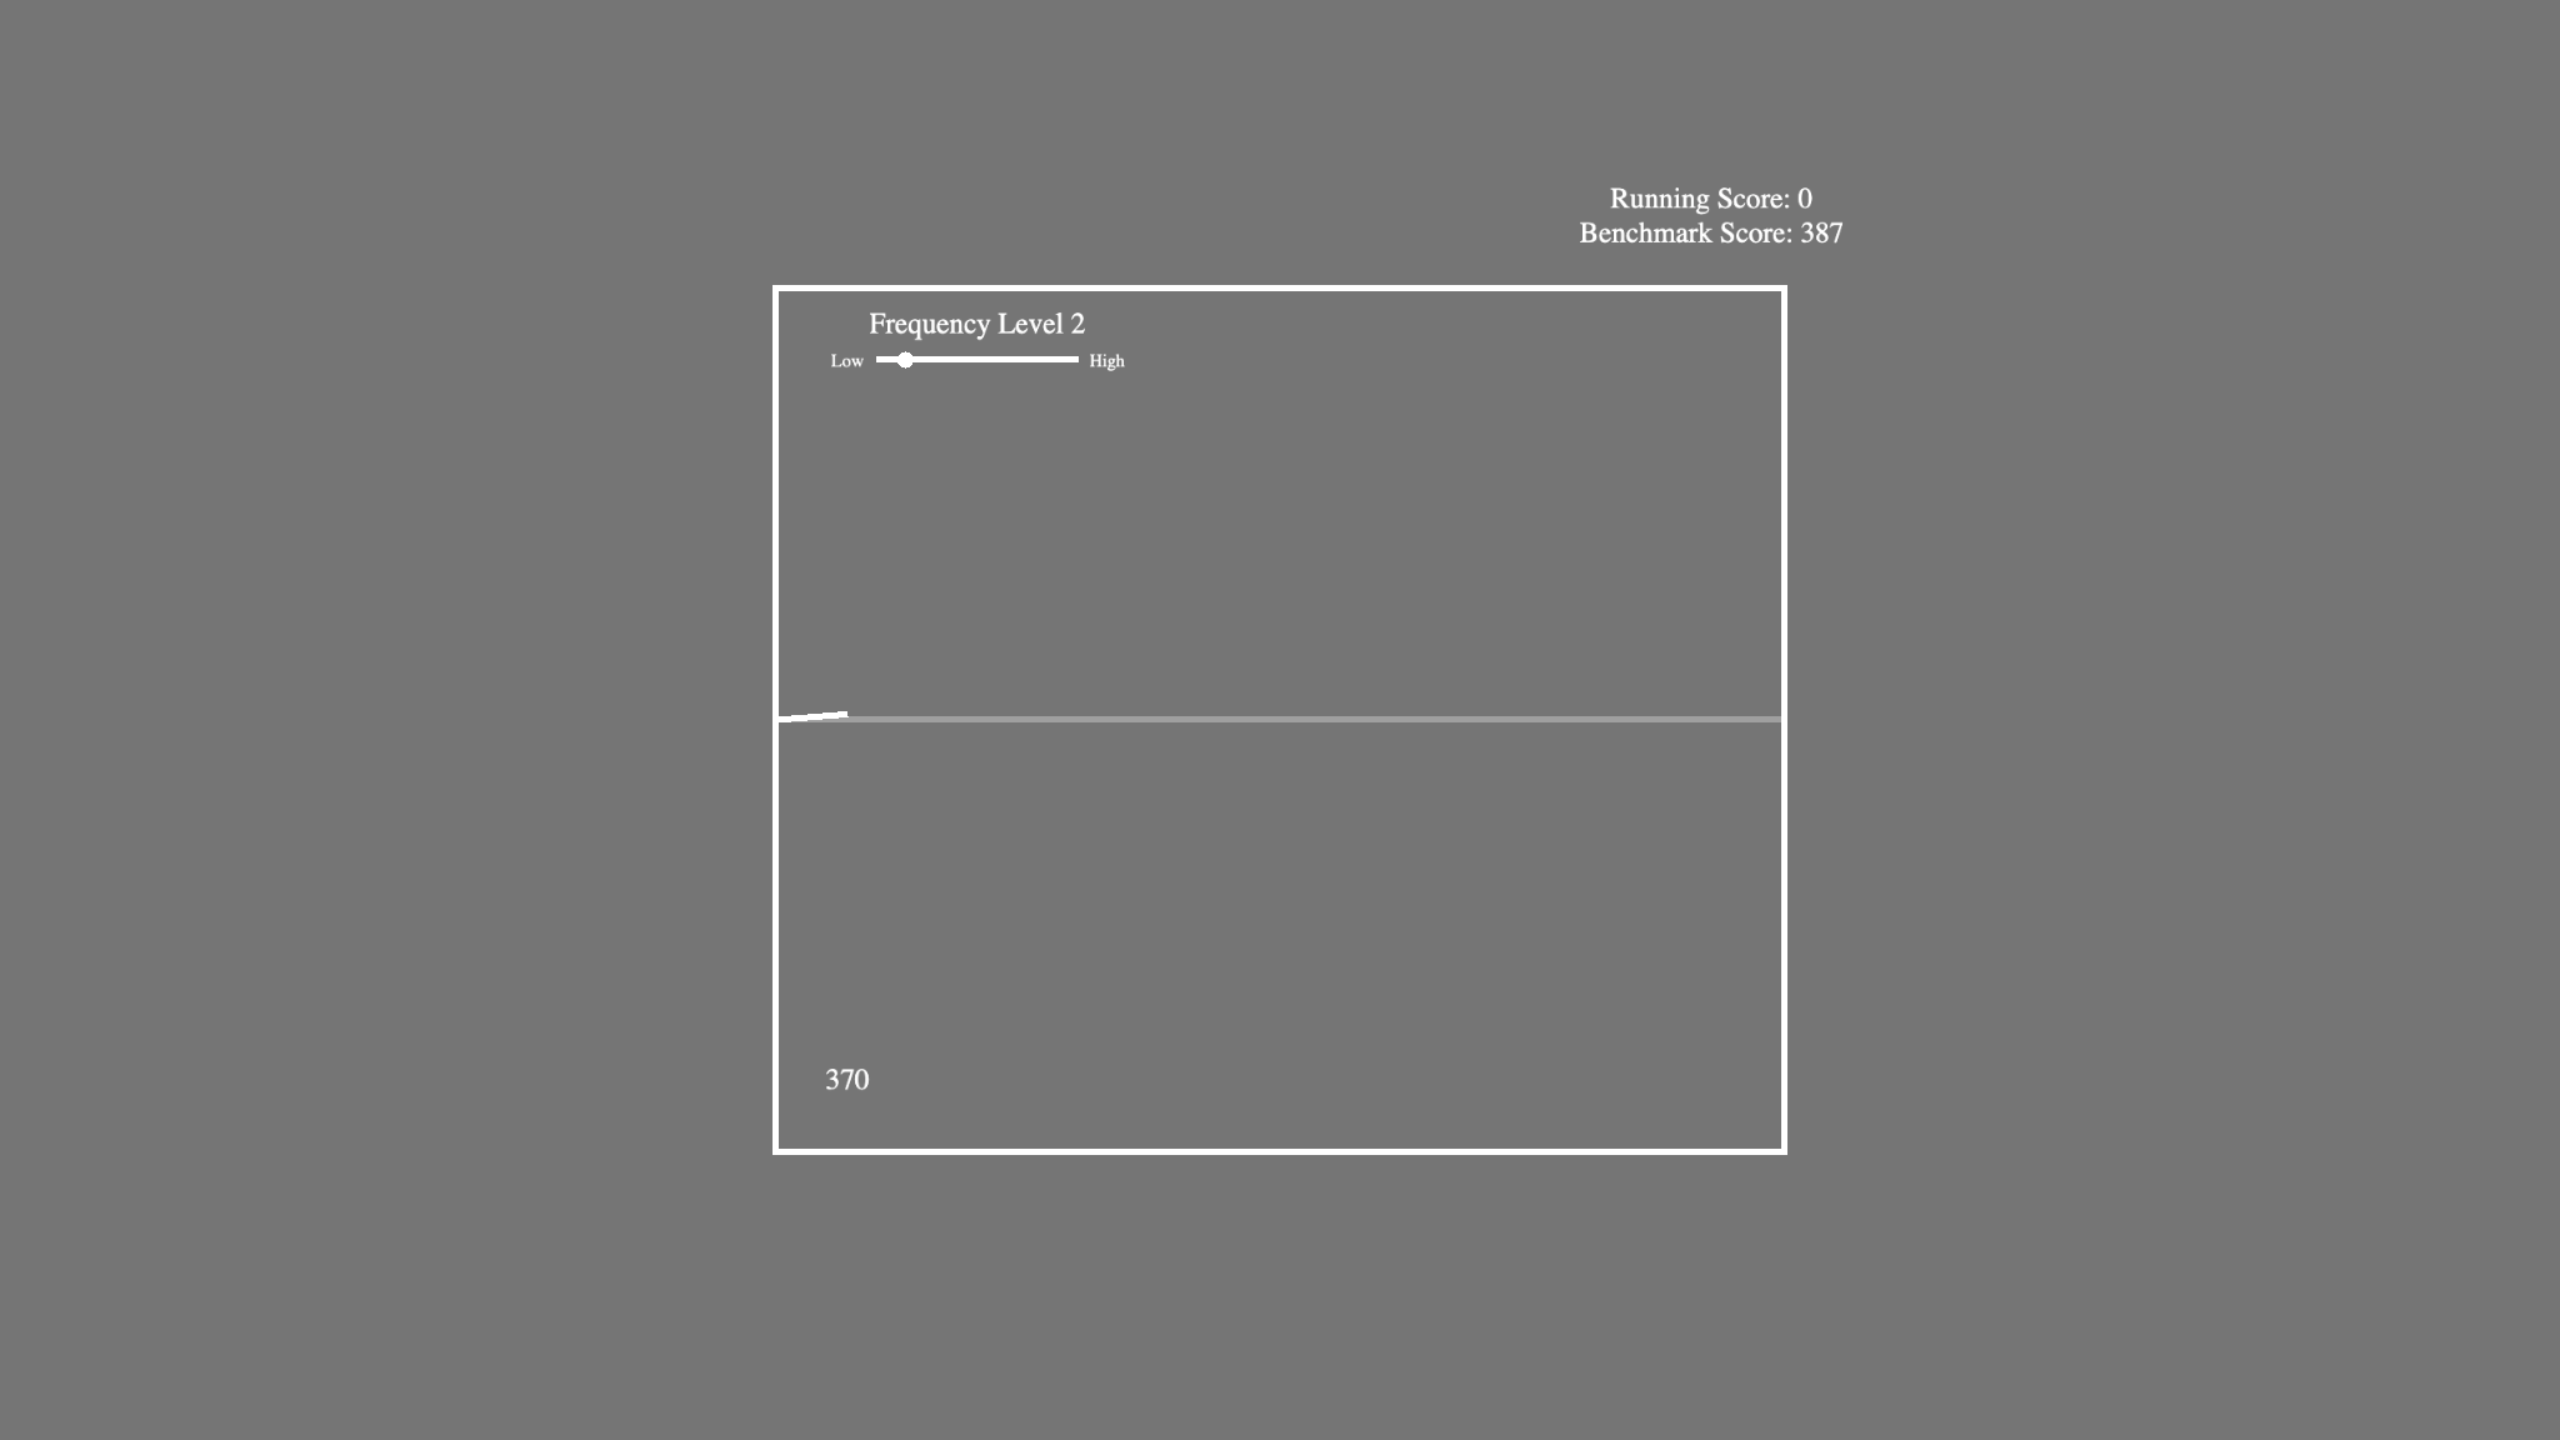 Running Score: 0
Benchmark Score: 387
Frequency Level 2
Low High
370